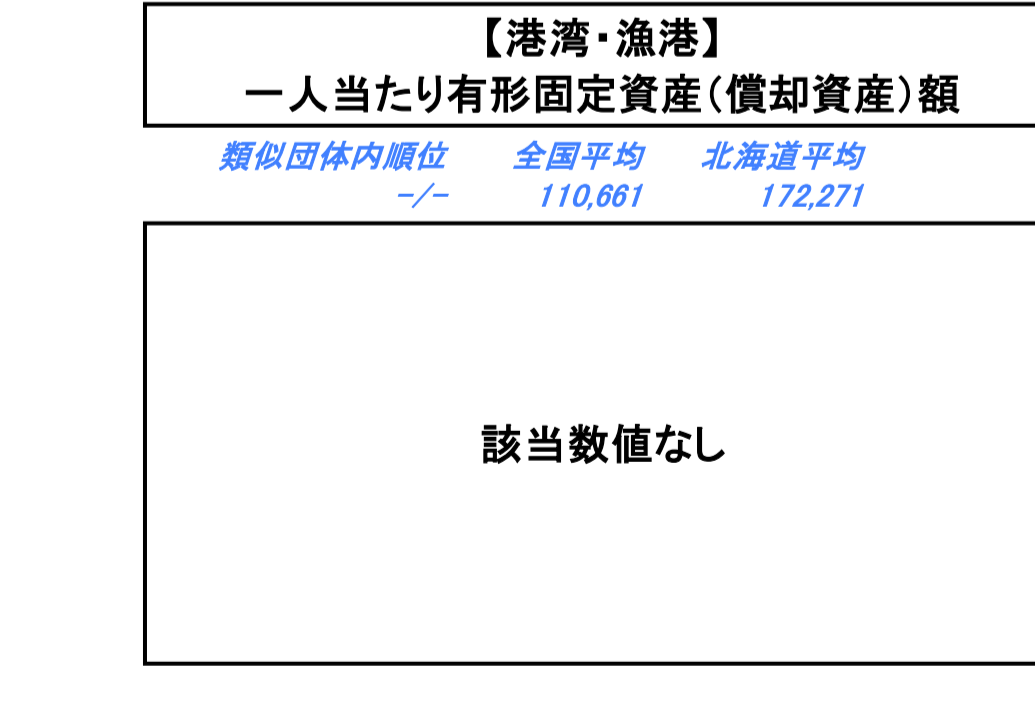 【港湾・漁港】
一人当たり有形固定資産（償却資産）額
類似団体内順位 全国平均 北海道平均
-/- 110,661 172,271
該当数値なし